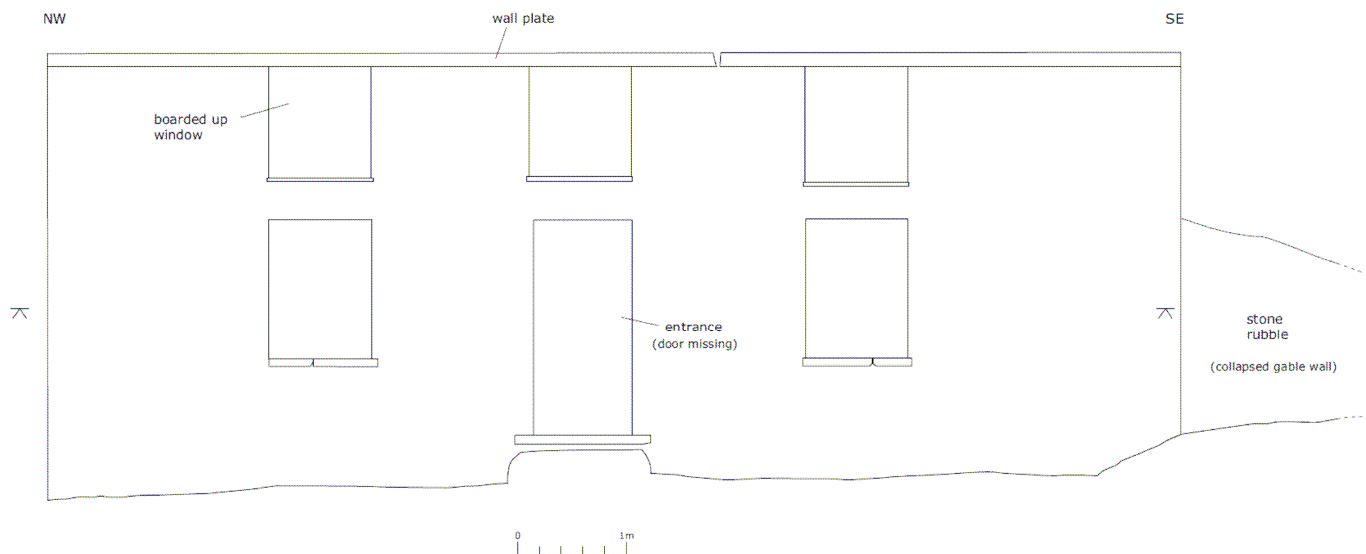 NW
wall plate
SE
boarded up
window
entrance
(door missing)
stone
rubble
(collapsed gable wall)
0
1m